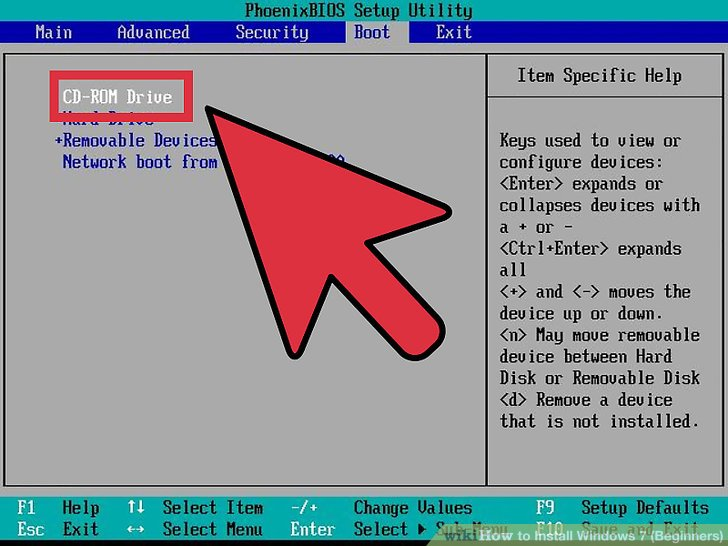 PhoenixBIOS Setup Utility
Main Advanced Security Boot Exit
CD-ROM Drive
Hard Drive
+Removable Devices
Network boot from
Item Specific Help
Keys used to view or
configure devices:
<Enter> expands or
collapses devices with
a + or -
<Ctrl+Enter> expands
all
<+> and <-> moves the
device up or down.
<n> May move removable
device between Hard
Disk or Removable Disk
<d> Remove a device
that is not installed.
F1 Help ↑↓ Select Item -/+ Change Values F9 Setup Defaults
Esc Exit ↔ Select Menu Enter Select ▶ Sub-Menu F10 Save and Exit
wikiHow to Install Windows 7 (Beginners)